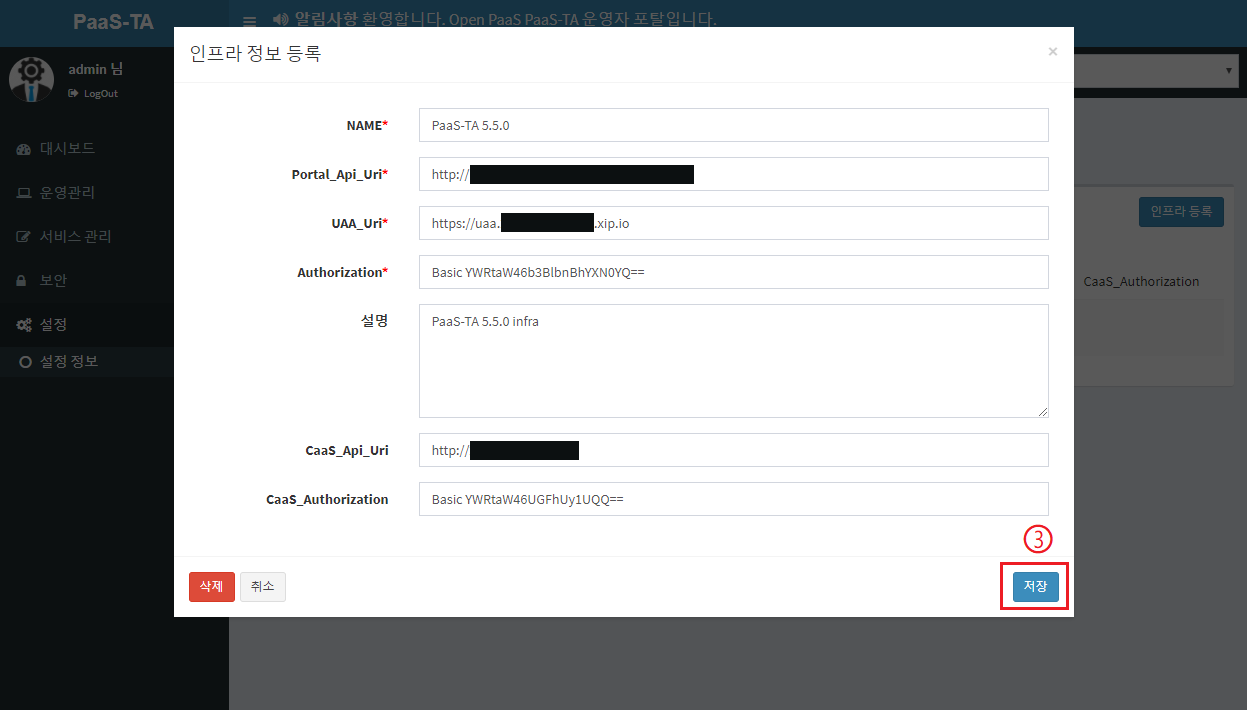 PaaS-TA
알림사항 환영합니다. Open PaaS PaaS-TA 운영자 포탈입니다.
admin 님
LogOut
대시보드
운영관리
서비스 관리
보안
설정
설정 정보
인프라 정보 등록
×
NAME*
PaaS-TA 5.5.0
Portal_Api_Uri*
http://
UAA_Uri*
https://uaa. .xip.io
Authorization*
Basic YWRtaW46b3BlbnBhYXN0YQ==
설명
PaaS-TA 5.5.0 infra
CaaS_Api_Uri
http://
CaaS_Authorization
Basic YWRtaW46UGFhUy1UQQ==
③
삭제
취소
저장
인프라 등록
CaaS_Authorization